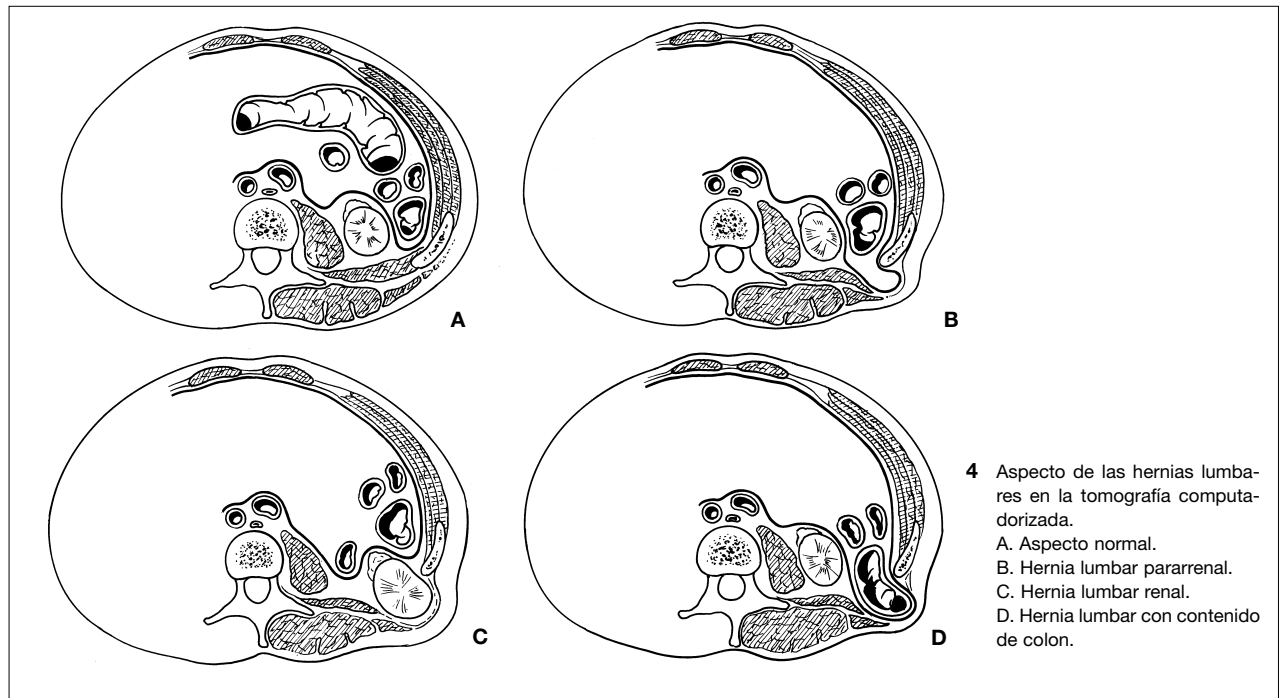 A
B
C
D
4 Aspecto de las hernias lumba-
res en la tomografía computa-
dorizada.
A. Aspecto normal.
B. Hernia lumbar pararrenal.
C. Hernia lumbar renal.
D. Hernia lumbar con contenido
de colon.